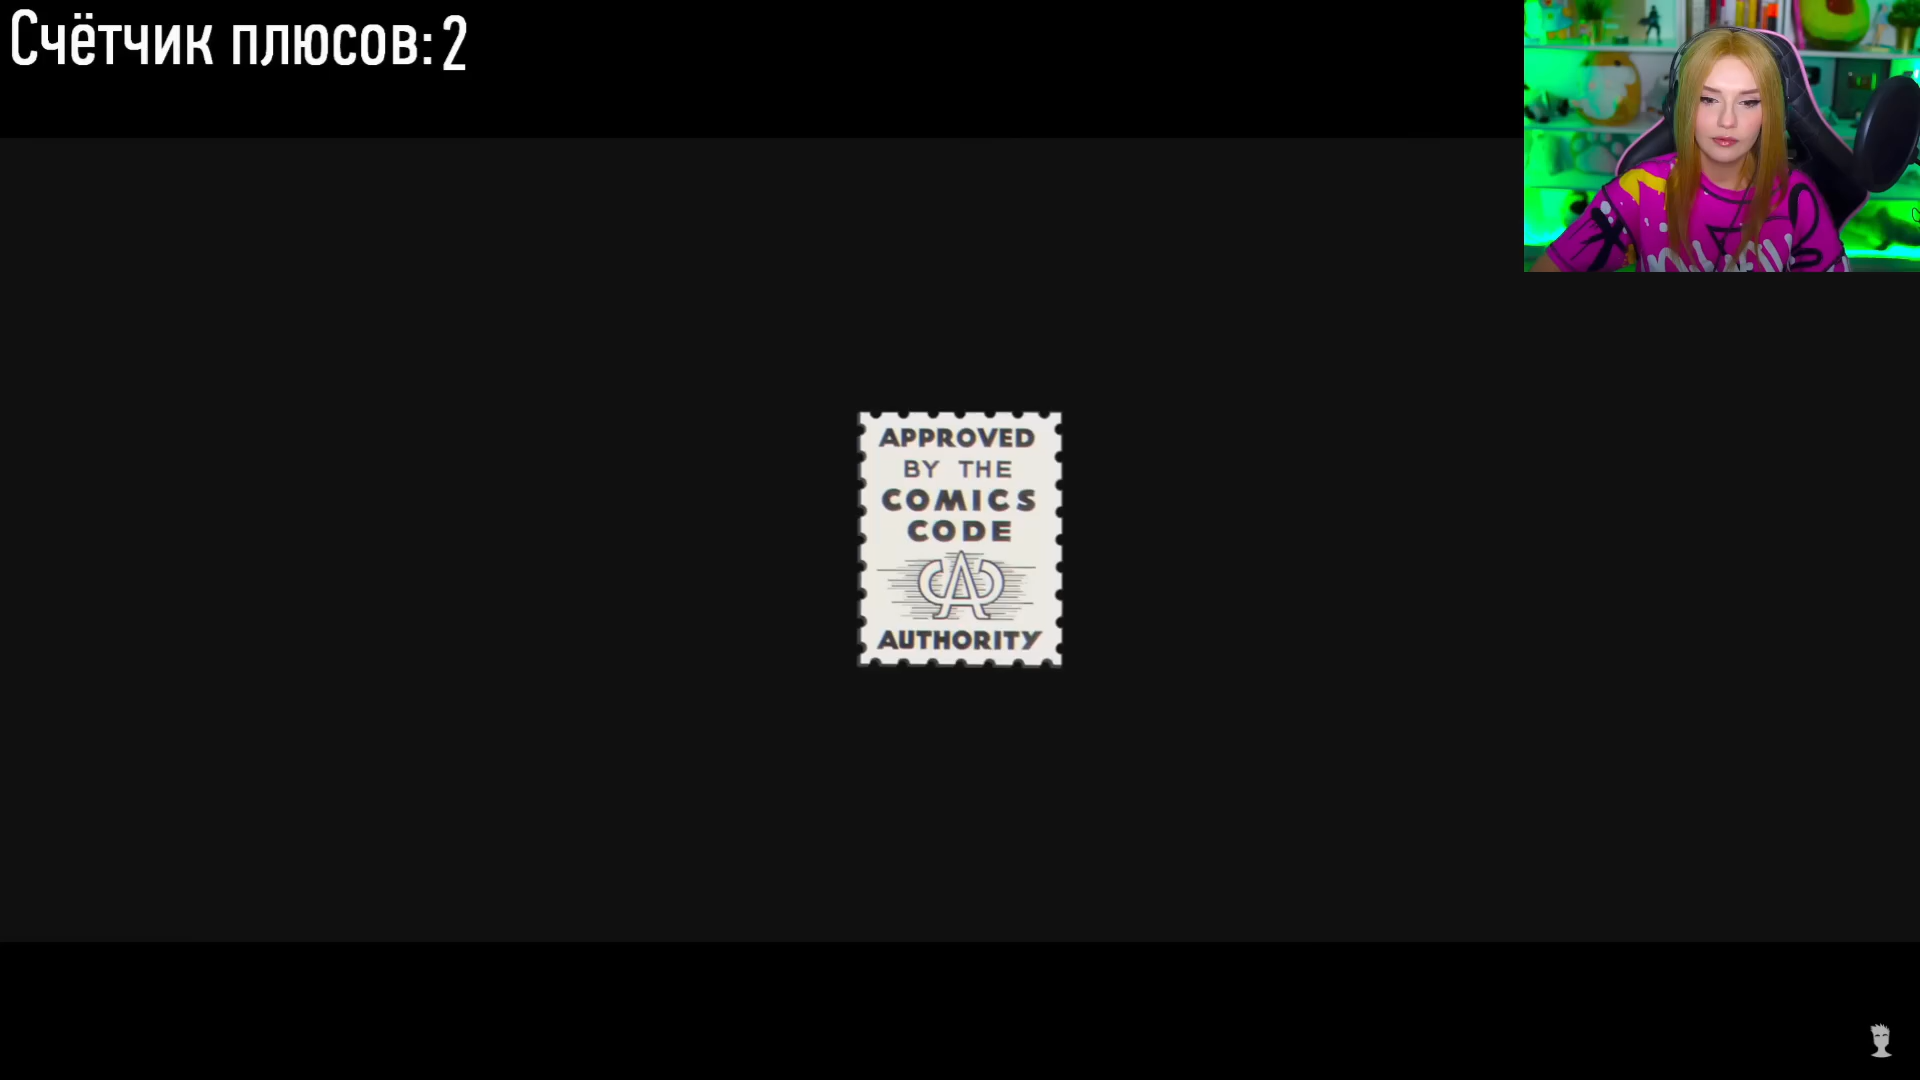 Счётчик плюсов: 2
APPROVED
BY THE
COMICS
CODE
CA
AUTHORITY